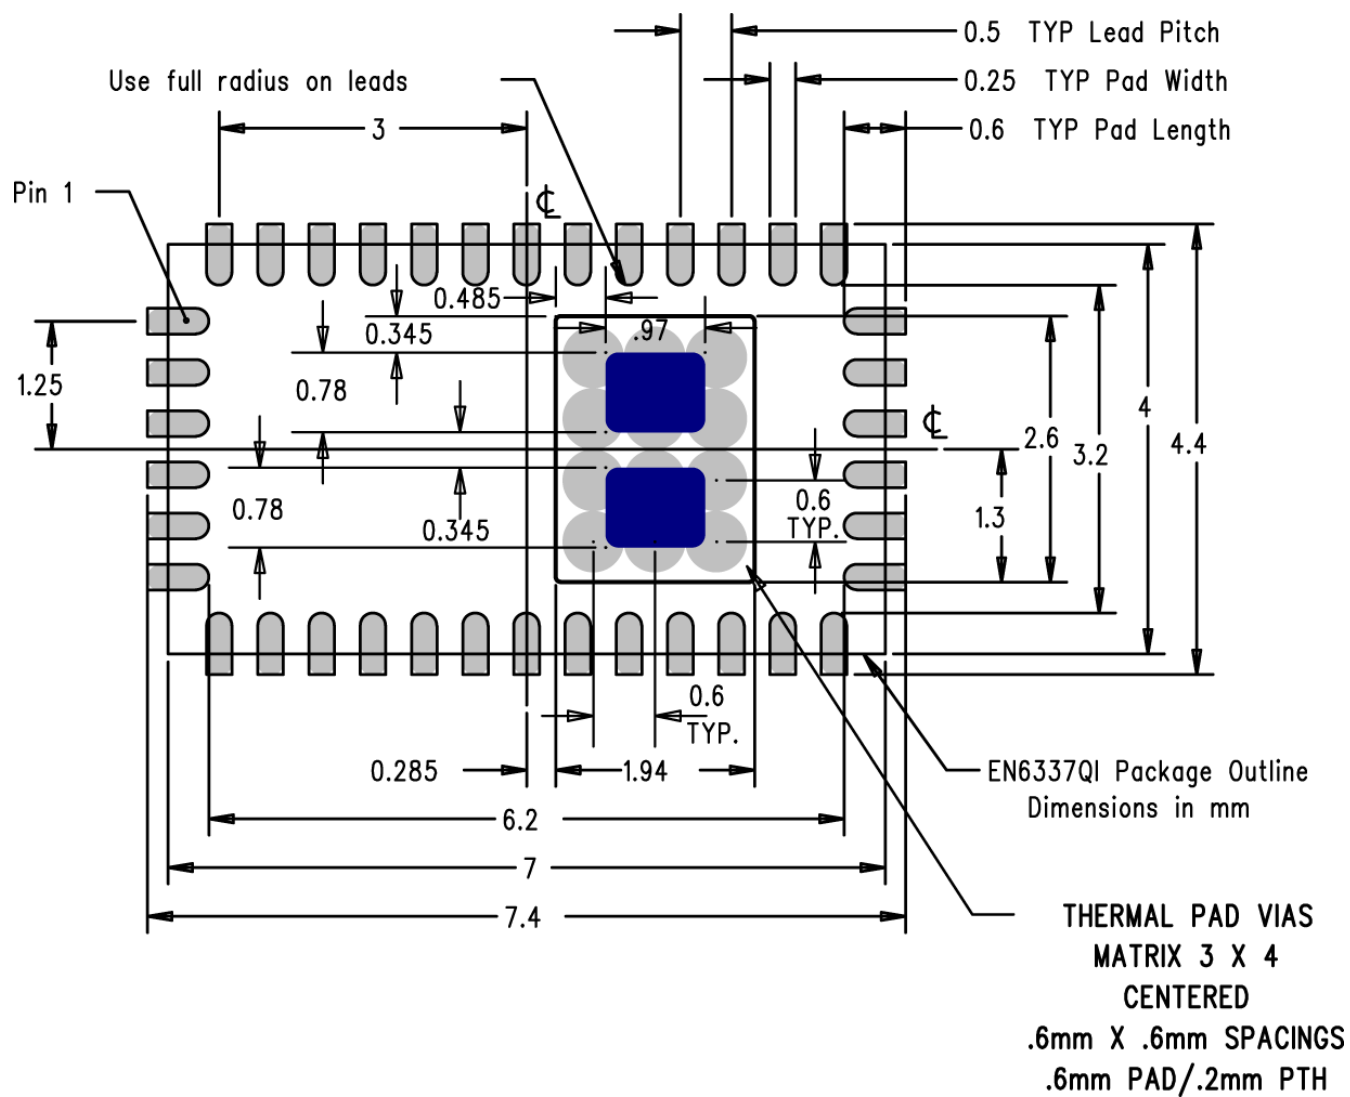 0.5 TYP Lead Pitch
Use full radius on leads
0.25 TYP Pad Width
3
0.6 TYP Pad Length
Pin 1
℄
0.485
0.345
.97
1.25
0.78
℄
4
2.6
3.2
4.4
0.78
0.345
0.6
TYP.
1.3
0.6
TYP.
0.285
1.94
EN6337QI Package Outline
Dimensions in mm
6.2
7
7.4
THERMAL PAD VIAS
MATRIX 3 X 4
CENTERED
.6mm X .6mm SPACINGS
.6mm PAD/.2mm PTH